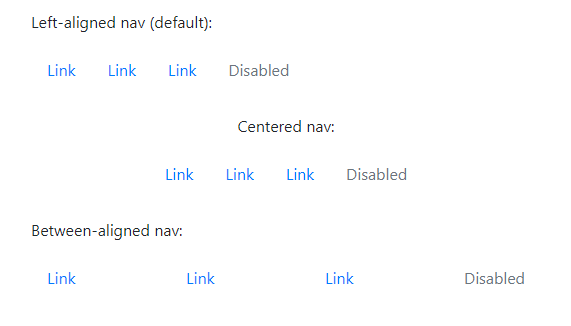 Left-aligned nav (default):
Link Link Link Disabled
Centered nav:
Link Link Link Disabled
Between-aligned nav:
Link Link Link Disabled